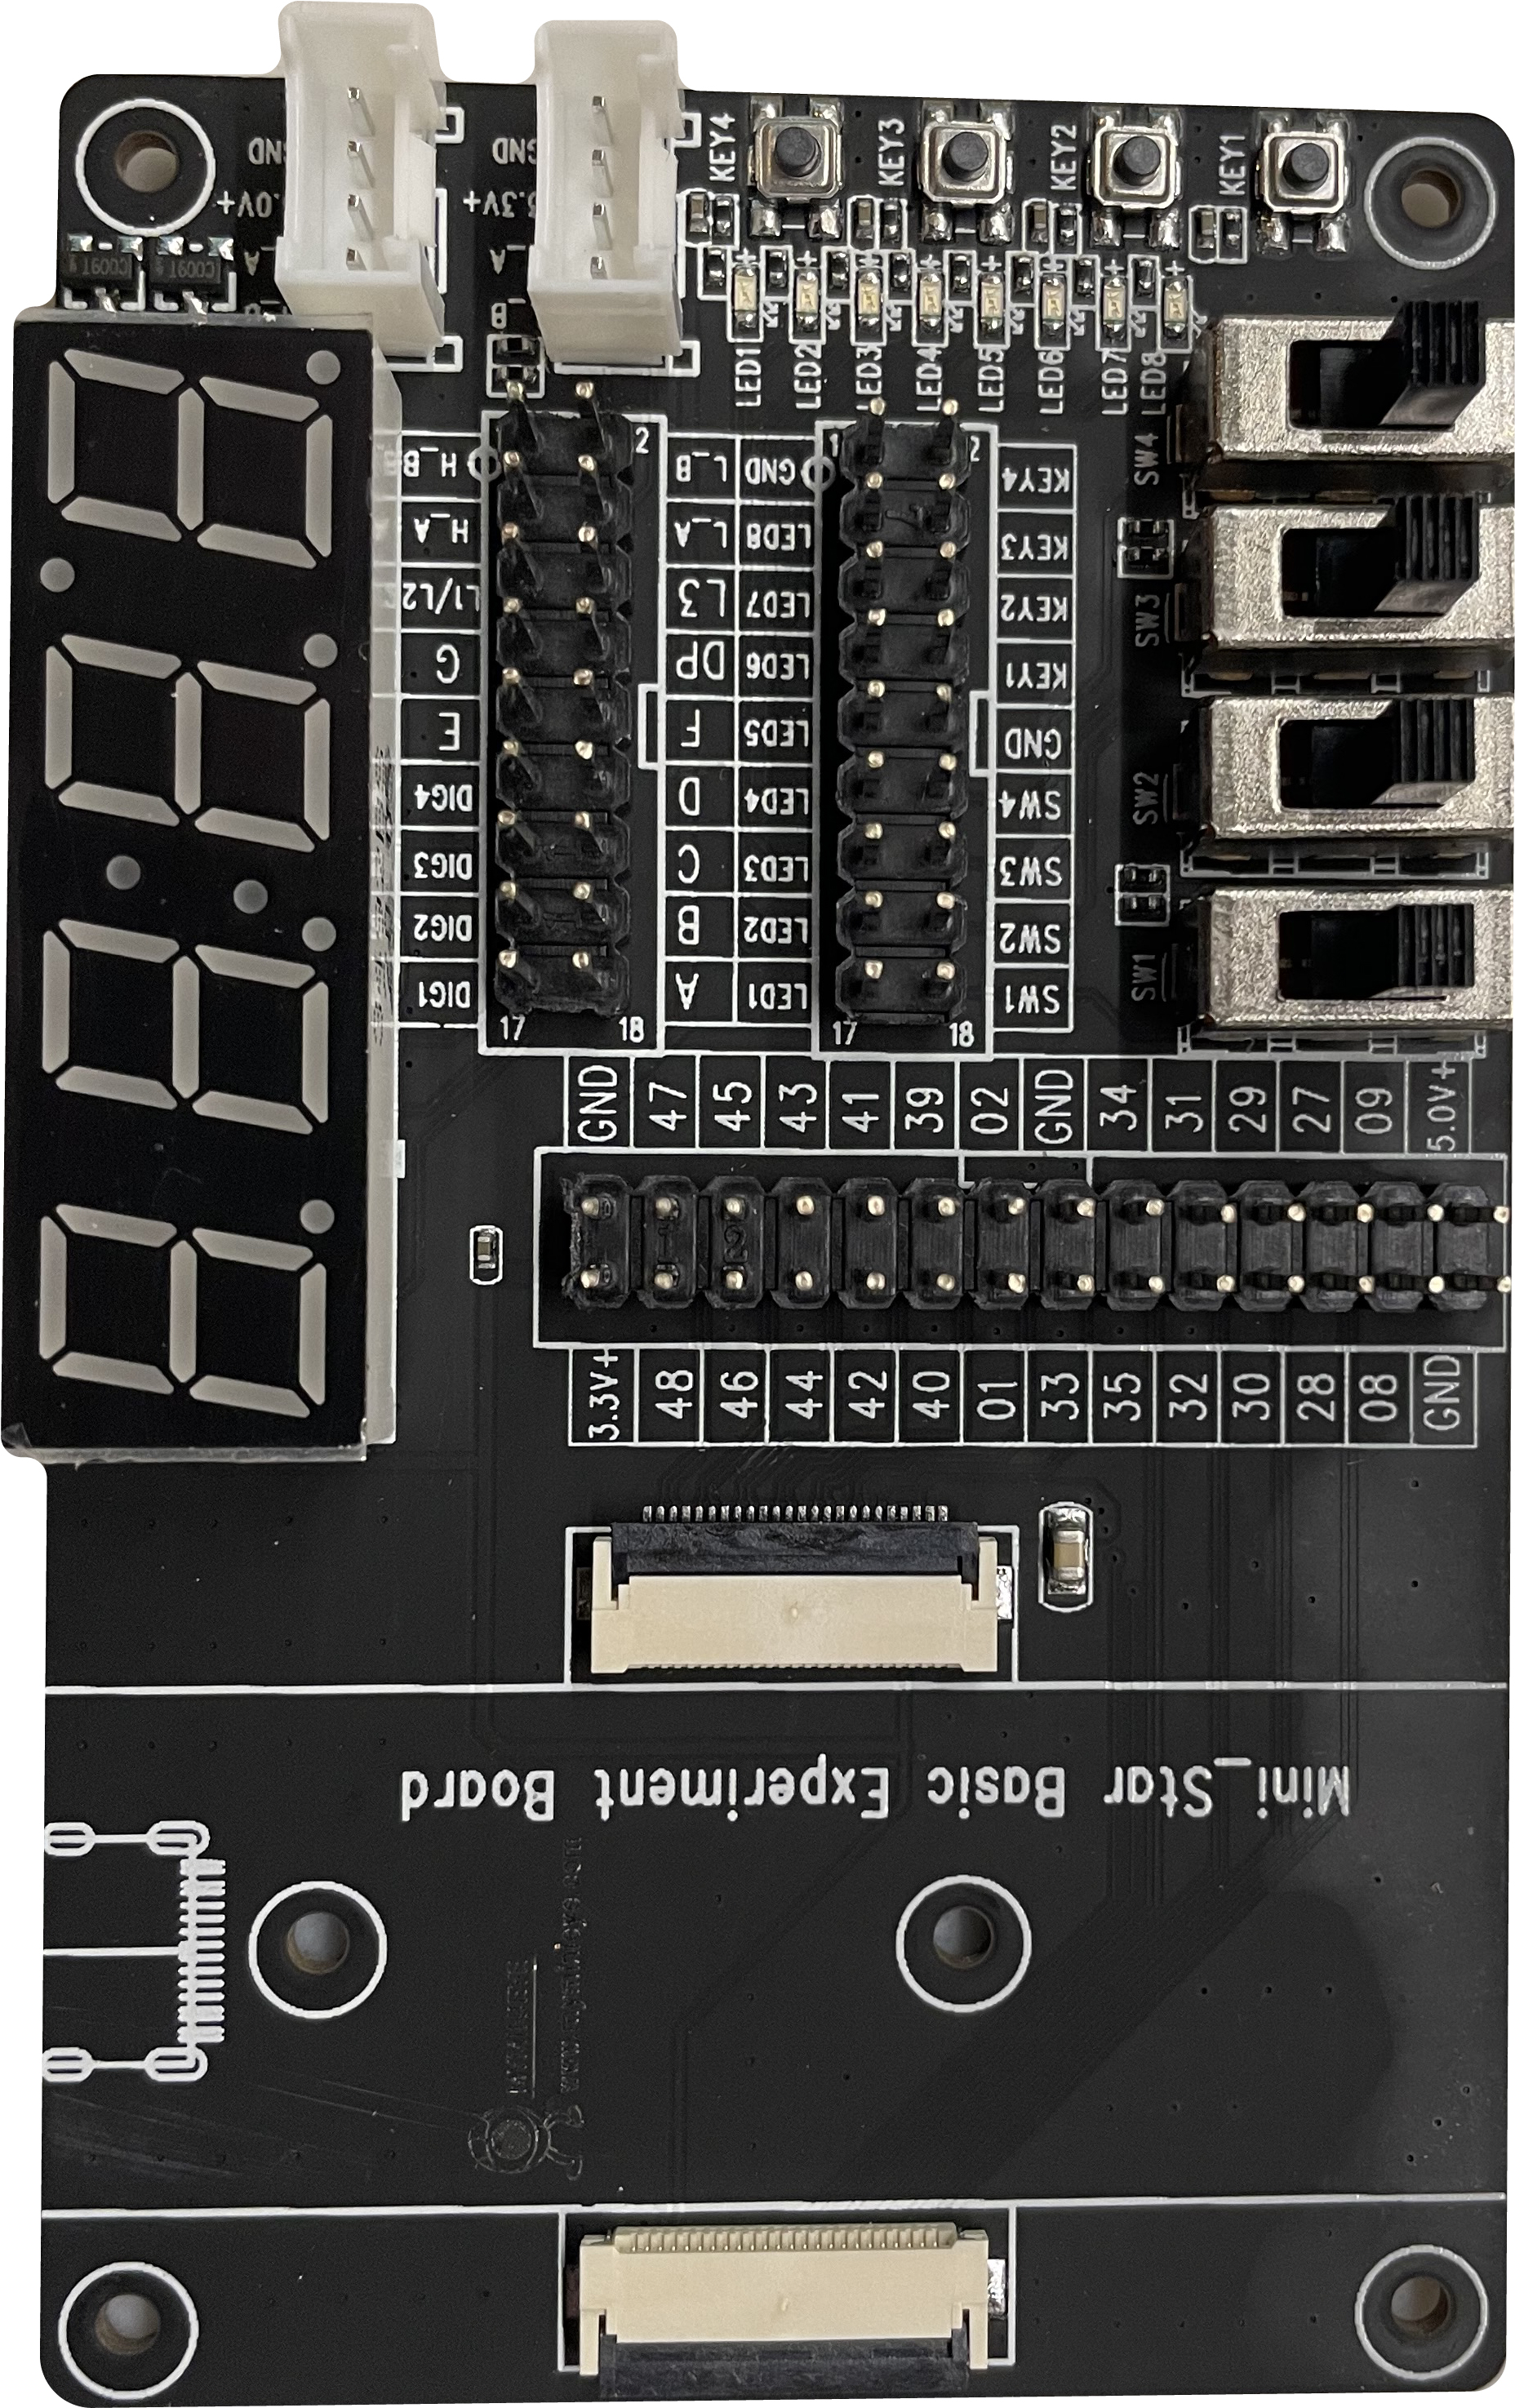 KEY4
KEY3
KEY2
KEY1
GND
GND
LED1
LED2
LED3
LED4
LED5
LED6
LED7
LED8
SW4
SW3
SW2
SW1
2
H_B
L_B
GND
KEY4
H_A
L_A
LED8
KEY3
L1/L2
L3
LED7
KEY2
G
DP
LED6
KEY1
E
F
LED5
GND
DIG4
D
LED4
SW4
DIG3
C
LED3
SW3
DIG2
B
LED2
SW2
DIG1
A
LED1
SW1
17 18
17 18
GND 47 45 43 41 39 02 GND 34 31 29 27 09 5.0V+
3.3V+ 48 46 44 42 40 01 33 35 32 30 28 08 GND
Mini_Star Basic Experiment Board